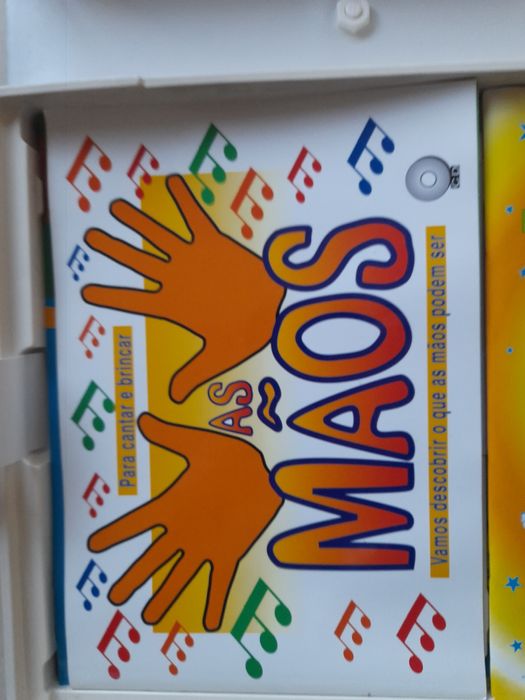 Para cantar e brincar
AS
MÃOS
Vamos descobrir o que as mãos podem ser
CD